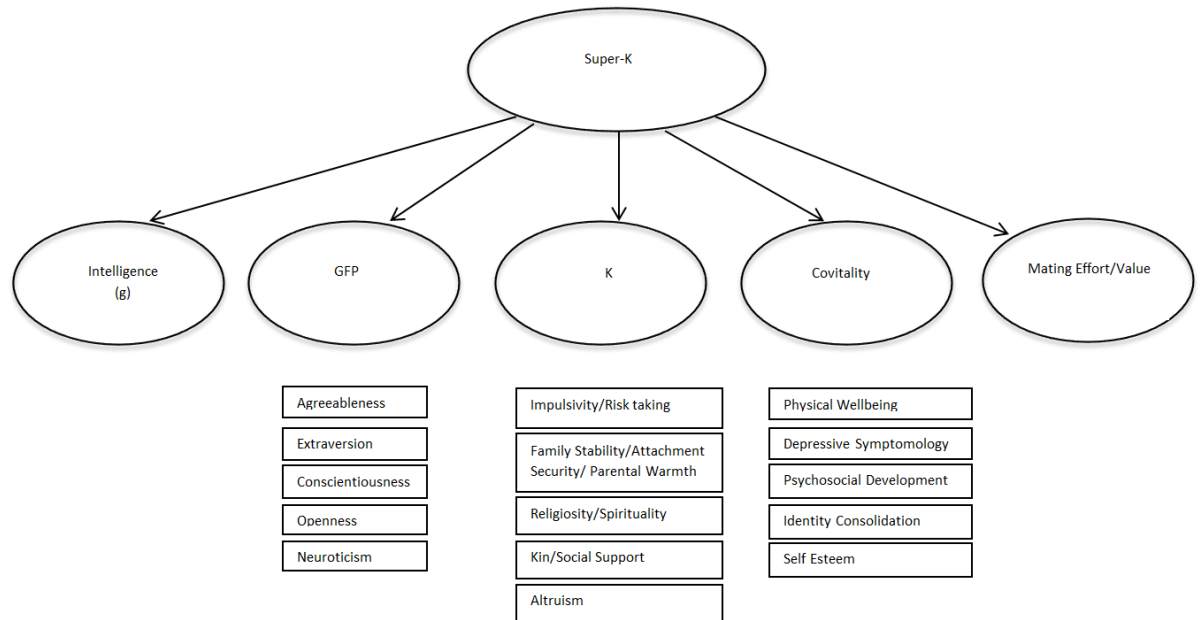 Super-K
Intelligence
(g)
GFP
K
Covitality
Mating Effort/Value
Agreeableness
Extraversion
Conscientiousness
Openness
Neuroticism
Impulsivity/Risk taking
Family Stability/Attachment
Security/ Parental Warmth
Religiosity/Spirituality
Kin/Social Support
Altruism
Physical Wellbeing
Depressive Symptomology
Psychosocial Development
Identity Consolidation
Self Esteem